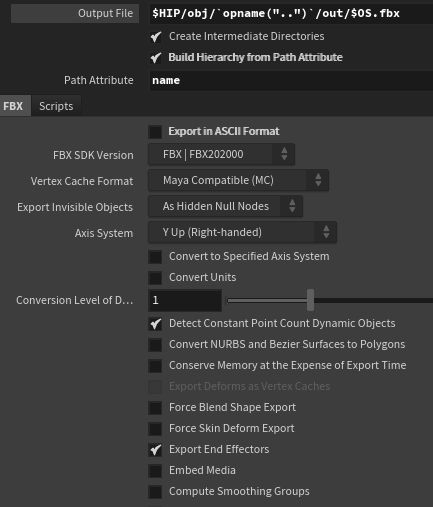 Output File $HIP/obj/`opname("..")`/out/$OS.fbx
Create Intermediate Directories
Build Hierarchy from Path Attribute
Path Attribute name
FBX Scripts
Export in ASCII Format
FBX SDK Version FBX | FBX202000
Vertex Cache Format Maya Compatible (MC)
Export Invisible Objects As Hidden Null Nodes
Axis System Y Up (Right-handed)
Convert to Specified Axis System
Convert Units
Conversion Level of D... 1
Detect Constant Point Count Dynamic Objects
Convert NURBS and Bezier Surfaces to Polygons
Conserve Memory at the Expense of Export Time
Export Deforms as Vertex Caches
Force Blend Shape Export
Force Skin Deform Export
Export End Effectors
Embed Media
Compute Smoothing Groups